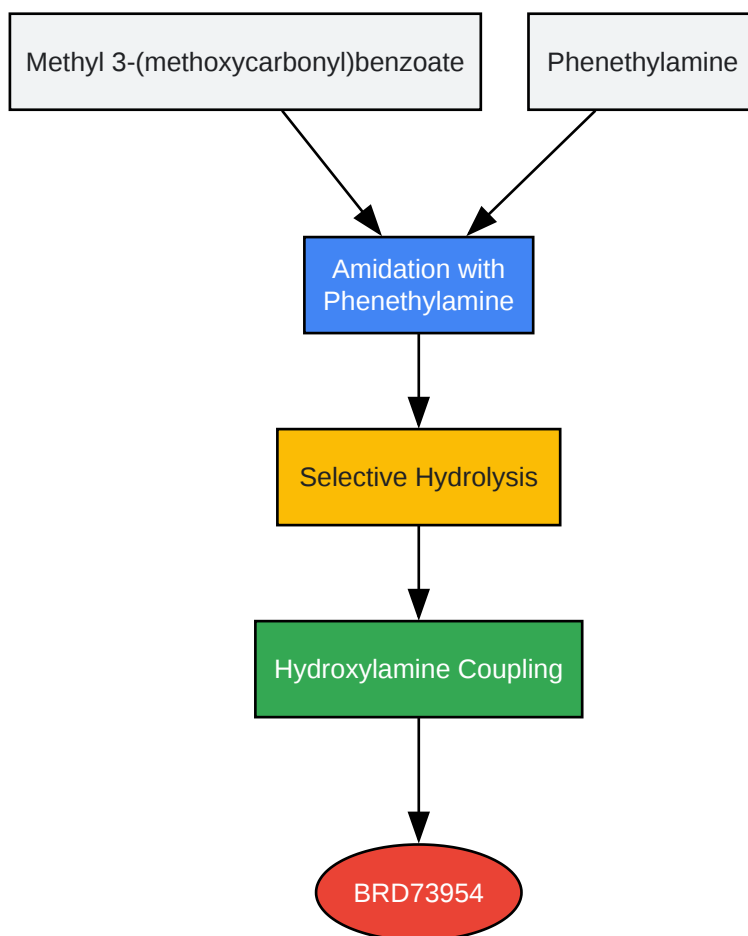 Methyl 3-(methoxycarbonyl)benzoate
Phenethylamine
Amidation with
Phenethylamine
Selective Hydrolysis
Hydroxylamine Coupling
BRD73954